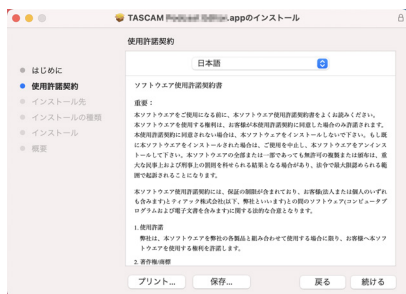 TASCAM .appのインストール
使用許諾契約
日本語
はじめに
使用許諾契約
インストール先
インストールの種類
インストール
概要
ソフトウエア使用許諾契約書
重要：
本ソフトウエアをご使用になる前に、本ソフトウエア使用許諾契約書をよくお読みください。
本ソフトウエアを使用する権利は、お客様が本使用許諾契約に同意した場合のみ許諾されます。
本使用許諾契約に同意されない場合は、本ソフトウエアをインストールしないで下さい。もし既
に本ソフトウエアをインストールされた場合は、ご使用を中止し、本ソフトウエアをアンインス
トールして下さい。本ソフトウエアの全部または一部であっても無許可の複製または頒布は、重
大な民事上および刑事上の罰則を科せられる結果となる場合があり、法令で最大限認められる範
囲で起訴されることになります。
本ソフトウエア使用許諾契約には、保証の制限が含まれており、お客様(法人または個人のいずれ
も含みます)とティアック株式会社(以下、弊社といいます)との間のソフトウェア(コンピュータプ
ログラムおよび電子文書を含みます)に関する法的な合意となります。
1. 使用許諾
弊社は、本ソフトウエアを弊社の各製品と組み合わせて使用する場合に限り、お客様へ本ソフ
トウエアを使用する権利を許諾します。
2. 著作権/商標
プリント...
保存...
戻る
続ける